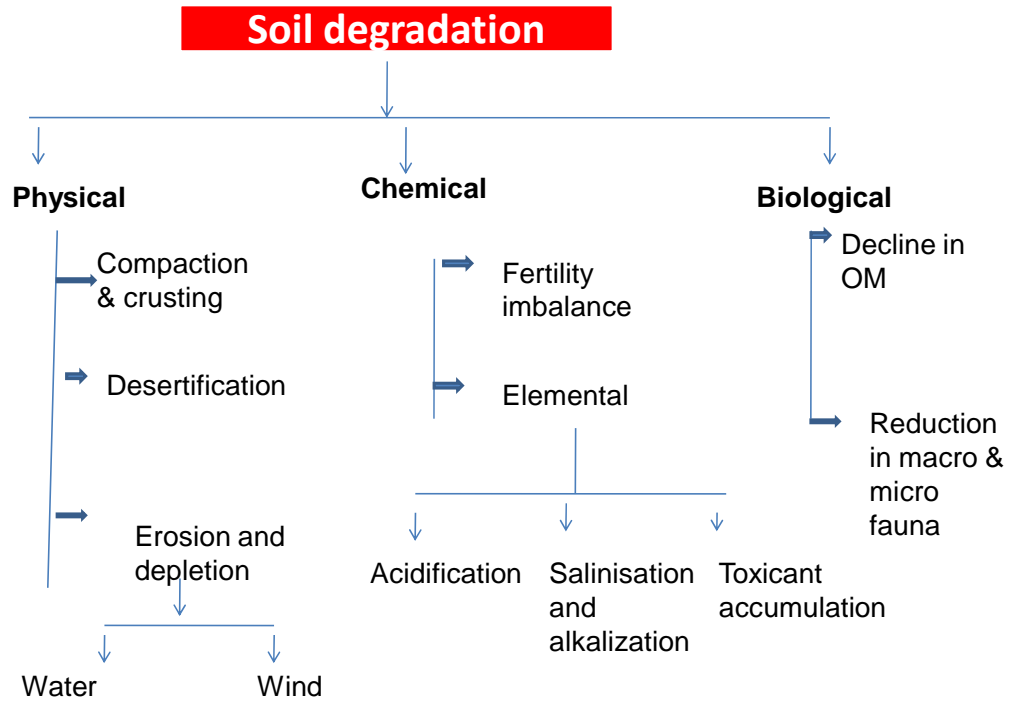 Soil degradation
Physical
Compaction
& crusting
Desertification
Erosion and
depletion
Water
Wind
Chemical
Fertility
imbalance
Elemental
Acidification
Salinisation
and
alkalization
Toxicant
accumulation
Biological
Decline in
OM
Reduction
in macro &
micro
fauna